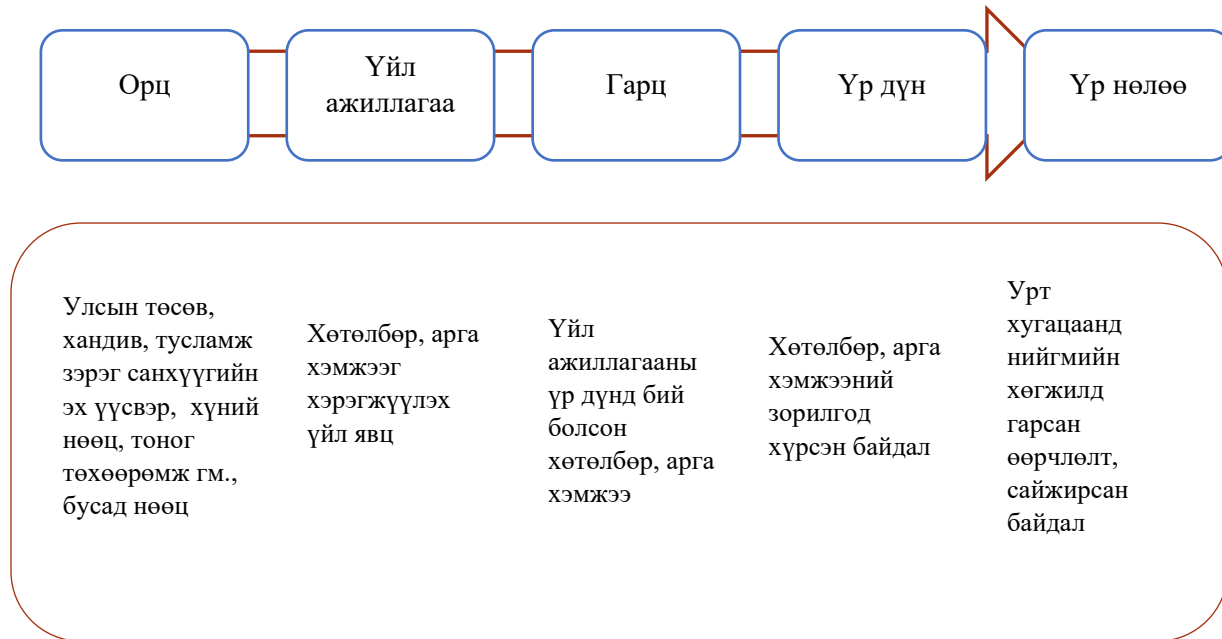 Орц
Үйл
ажиллагаа
Гарц
Үр дүн
Үр нөлөө
Улсын төсөв,
хандив, тусламж
зэрэг санхүүгийн
эх үүсвэр, хүний
нөөц, тоног
төхөөрөмж гм.,
бусад нөөц
Хөтөлбөр, арга
хэмжээг
хэрэгжүүлэх
үйл явц
Үйл
ажиллагааны
үр дүнд бий
болсон
хөтөлбөр, арга
хэмжээ
Хөтөлбөр, арга
хэмжээний
зорилгод
хүрсэн байдал
Урт
хугацаанд
нийгмийн
хөгжилд
гарсан
өөрчлөлт,
сайжирсан
байдал